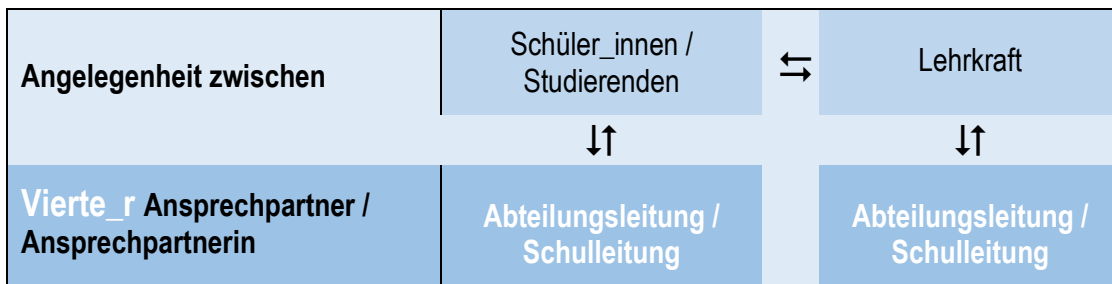 Angelegenheit zwischen
Schüler_innen /
Studierenden
⇆
Lehrkraft
↓↑
↓↑
Vierte_r Ansprechpartner /
Ansprechpartnerin
Abteilungsleitung /
Schulleitung
Abteilungsleitung /
Schulleitung